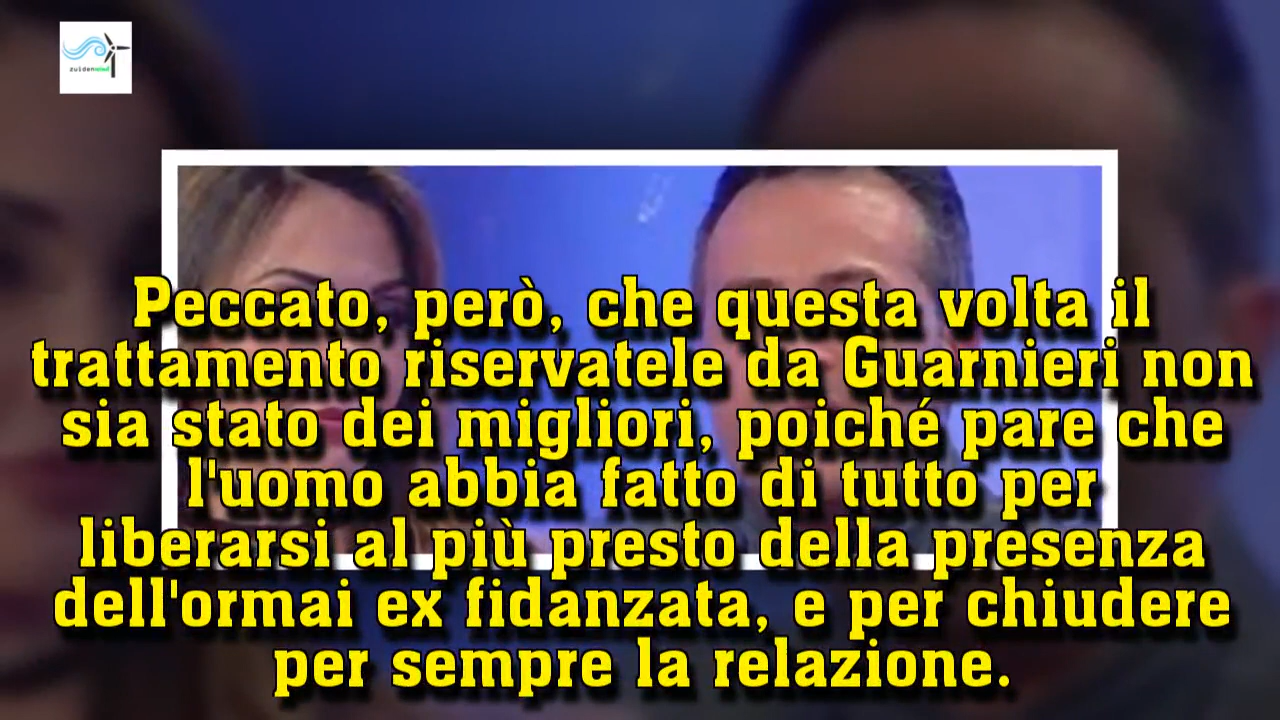 zuidenwind
Peccato, però, che questa volta il
trattamento riservatele da Guarnieri non
sia stato dei migliori, poiché pare che
l'uomo abbia fatto di tutto per
liberarsi al più presto della presenza
dell'ormai ex fidanzata, e per chiudere
per sempre la relazione.